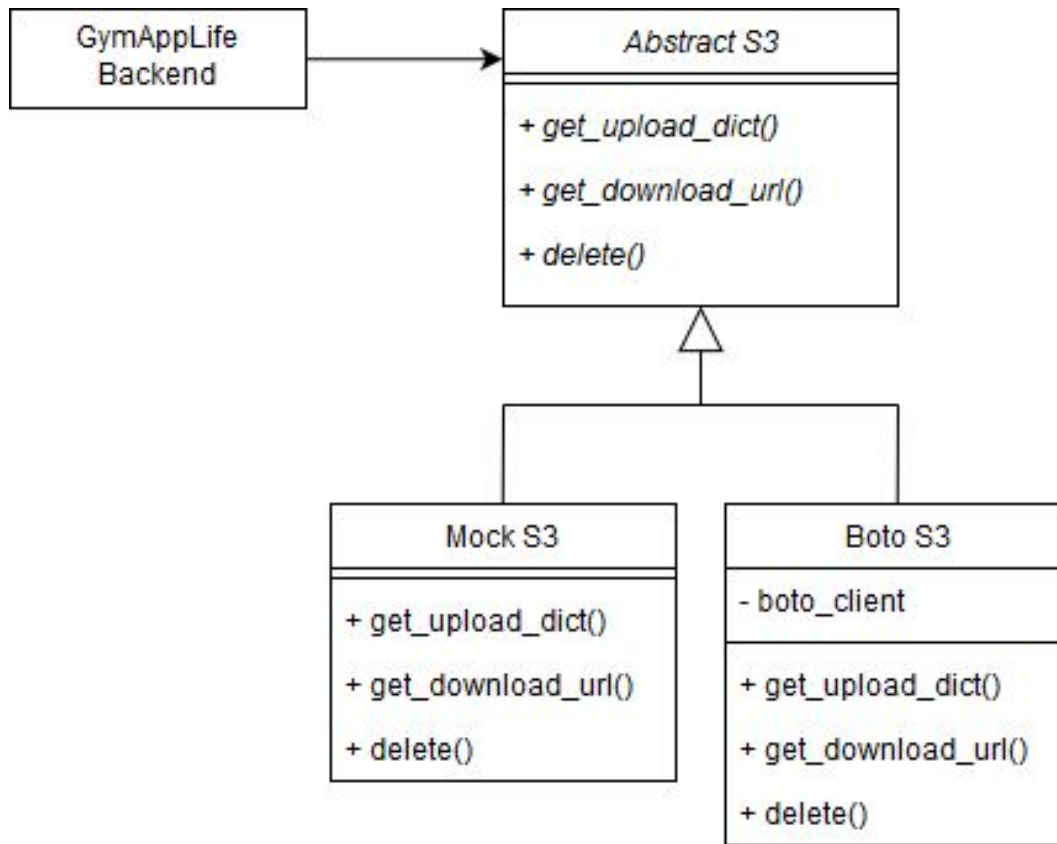 GymAppLife
Backend
Abstract S3
+ get_upload_dict()
+ get_download_url()
+ delete()
Mock S3
+ get_upload_dict()
+ get_download_url()
+ delete()
Boto S3
- boto_client
+ get_upload_dict()
+ get_download_url()
+ delete()